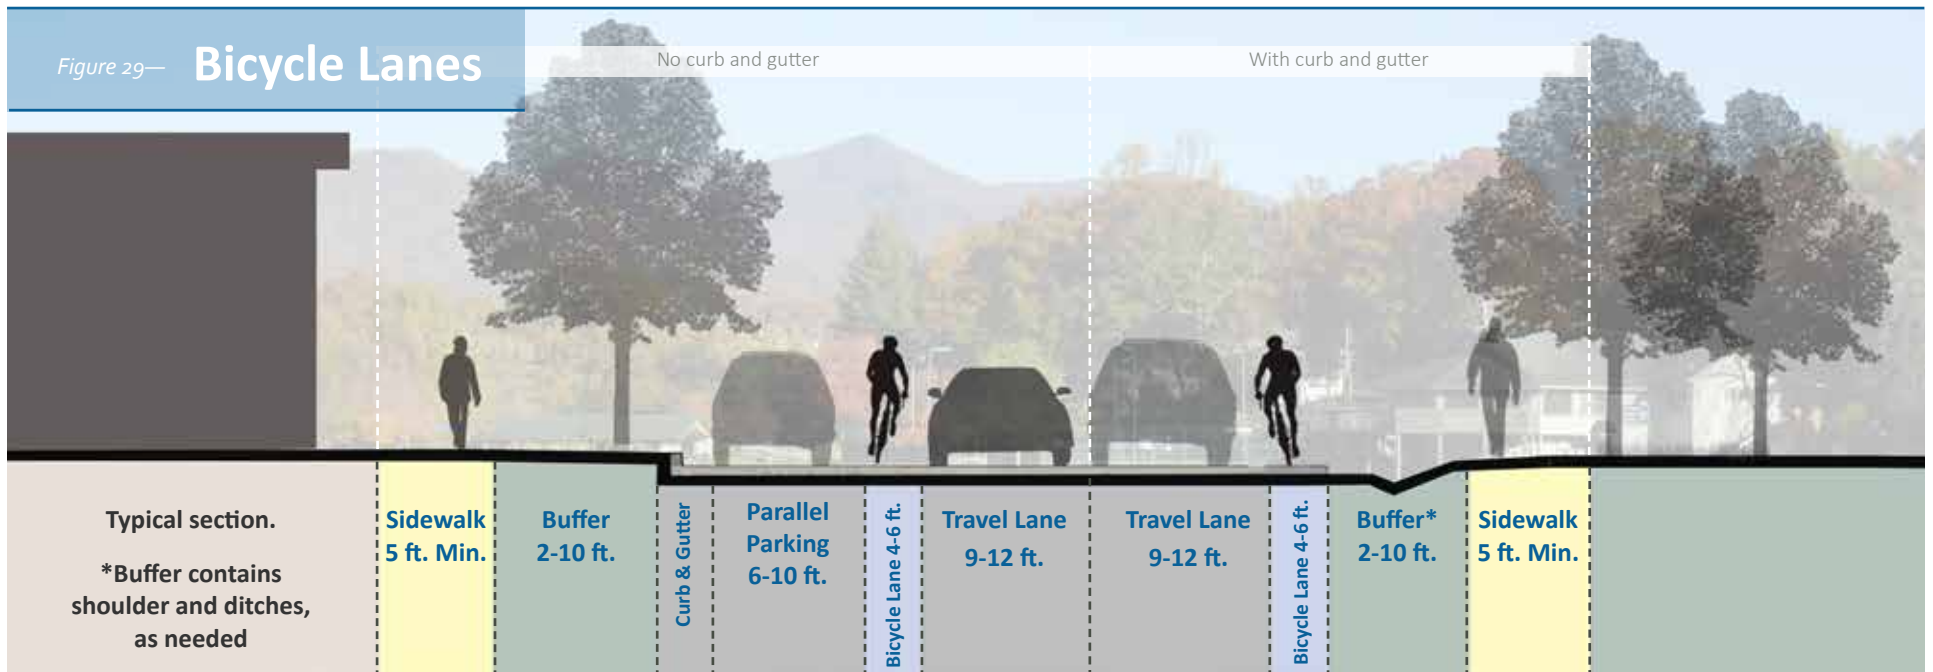 Figure 29— Bicycle Lanes
No curb and gutter
With curb and gutter
Typical section.
*Buffer contains
shoulder and ditches,
as needed
Sidewalk
5 ft. Min.
Buffer
2-10 ft.
Curb & Gutter
Parallel
Parking
6-10 ft.
Bicycle Lane 4-6 ft.
Travel Lane
9-12 ft.
Travel Lane
9-12 ft.
Bicycle Lane 4-6 ft.
Buffer*
2-10 ft.
Sidewalk
5 ft. Min.